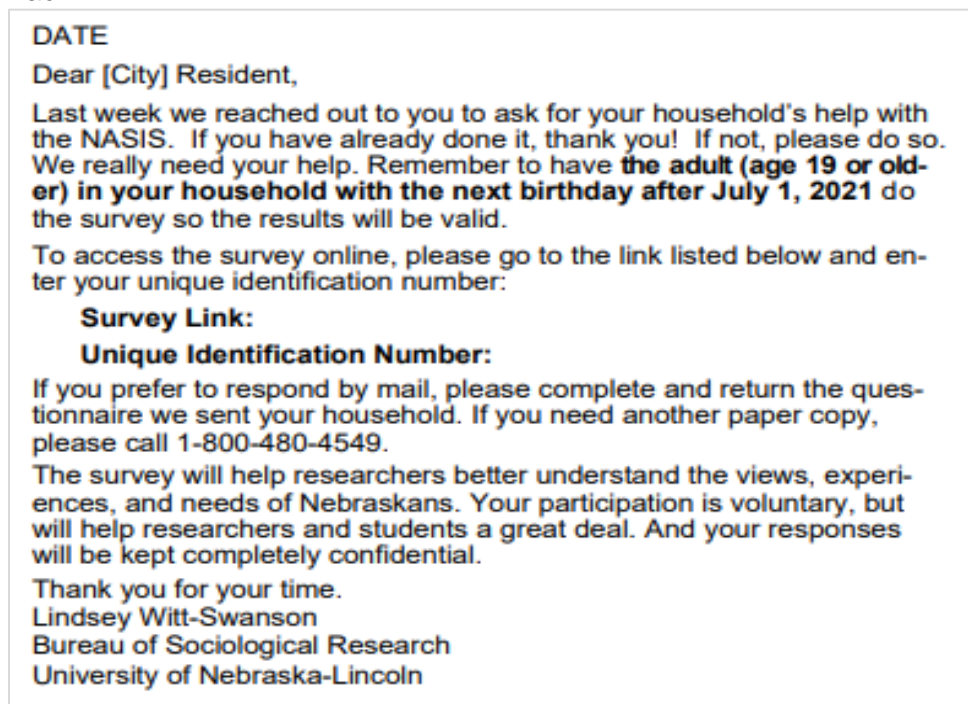 DATE
Dear [City] Resident,
Last week we reached out to you to ask for your household's help with
the NASIS.  If you have already done it, thank you!  If not, please do so.
We really need your help. Remember to have the adult (age 19 or old-
er) in your household with the next birthday after July 1, 2021 do
the survey so the results will be valid.
To access the survey online, please go to the link listed below and en-
ter your unique identification number:
Survey Link:
Unique Identification Number:
If you prefer to respond by mail, please complete and return the ques-
tionnaire we sent your household. If you need another paper copy,
please call 1-800-480-4549.
The survey will help researchers better understand the views, experi-
ences, and needs of Nebraskans. Your participation is voluntary, but
will help researchers and students a great deal. And your responses
will be kept completely confidential.
Thank you for your time.
Lindsey Witt-Swanson
Bureau of Sociological Research
University of Nebraska-Lincoln